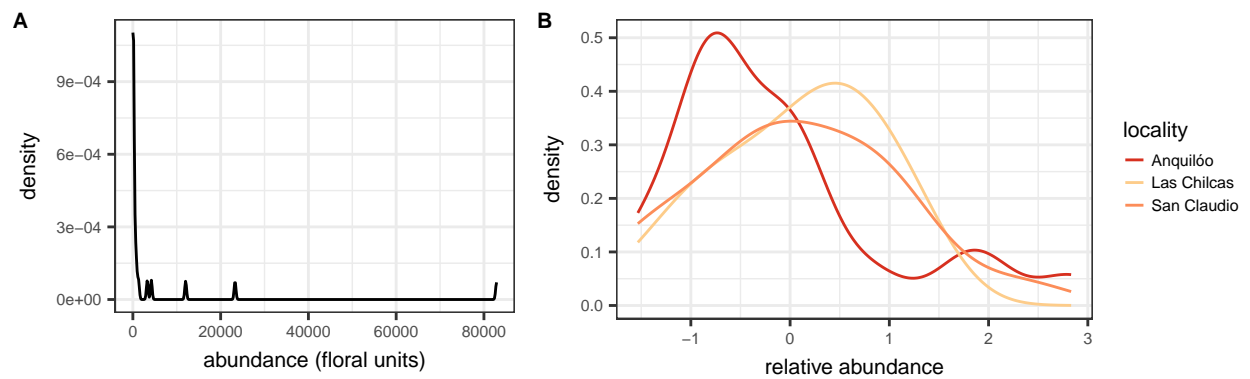 A
density
9e−04
6e−04
3e−04
0e+00
0 20000 40000 60000 80000
abundance (floral units)
B
density
0.5
0.4
0.3
0.2
0.1
0.0
−1 0 1 2 3
relative abundance
locality
Anquilóo
Las Chilcas
San Claudio